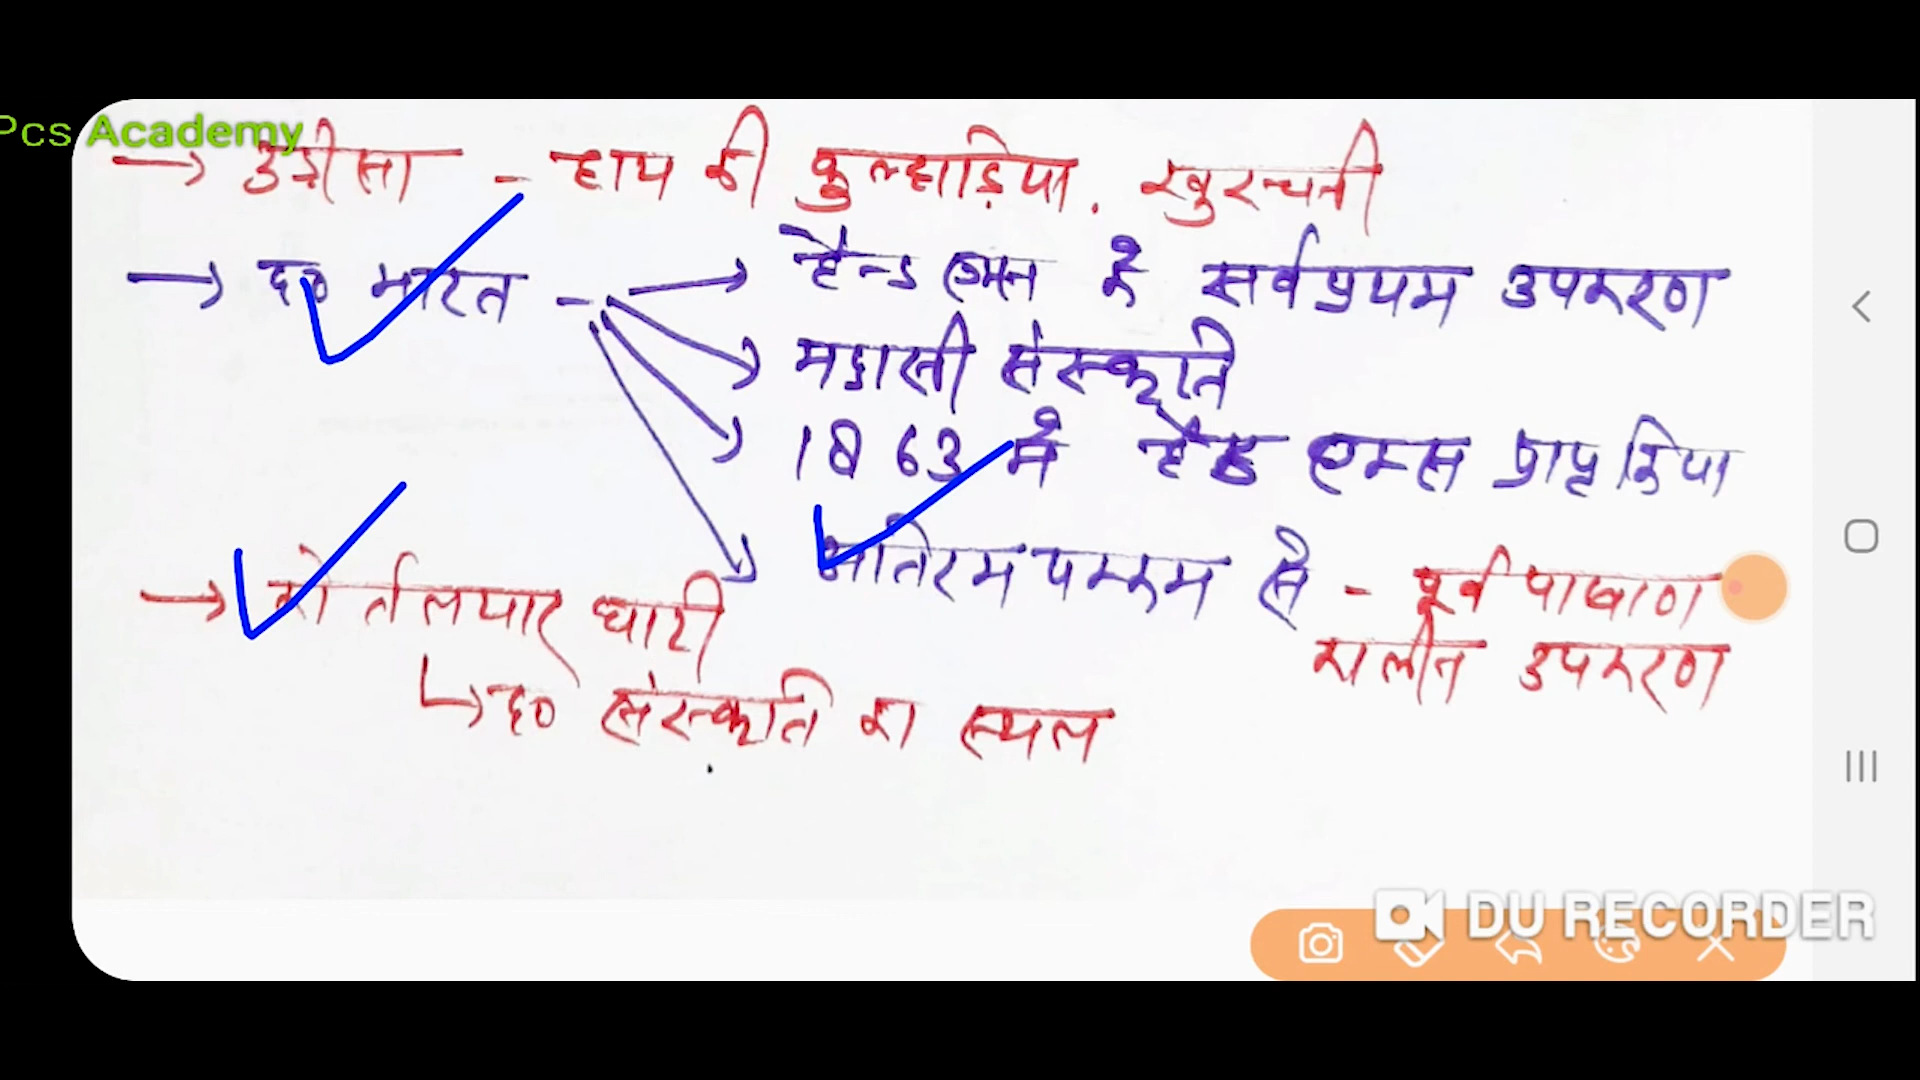 Pcs Academy
→ उड़ीसा - हाथ की कुल्हाड़िया. खुरचनी
→ द० भारत - → हैन्ड एक्स के सर्वप्रथम उपकरण
→ मद्रासी संस्कृति
→ 1863 में हैंड एक्स प्राप्त किया
→ अतिरमपक्कम से - पूर्व पाषाण
कालीन उपकरण
→ कोर्तलयार घाटी
↳ द० संस्कृति का स्थल
DU RECORDER